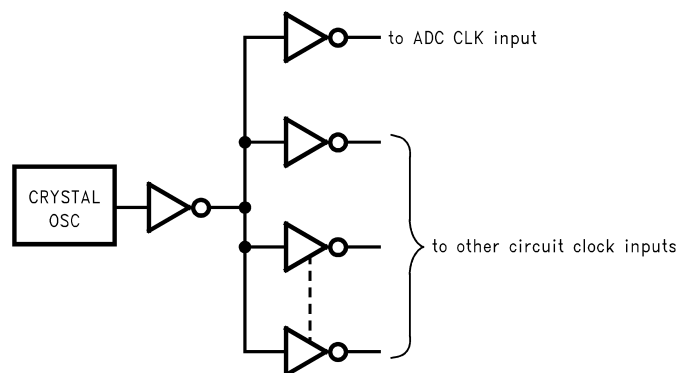 to ADC CLK input
CRYSTAL
OSC
to other circuit clock inputs